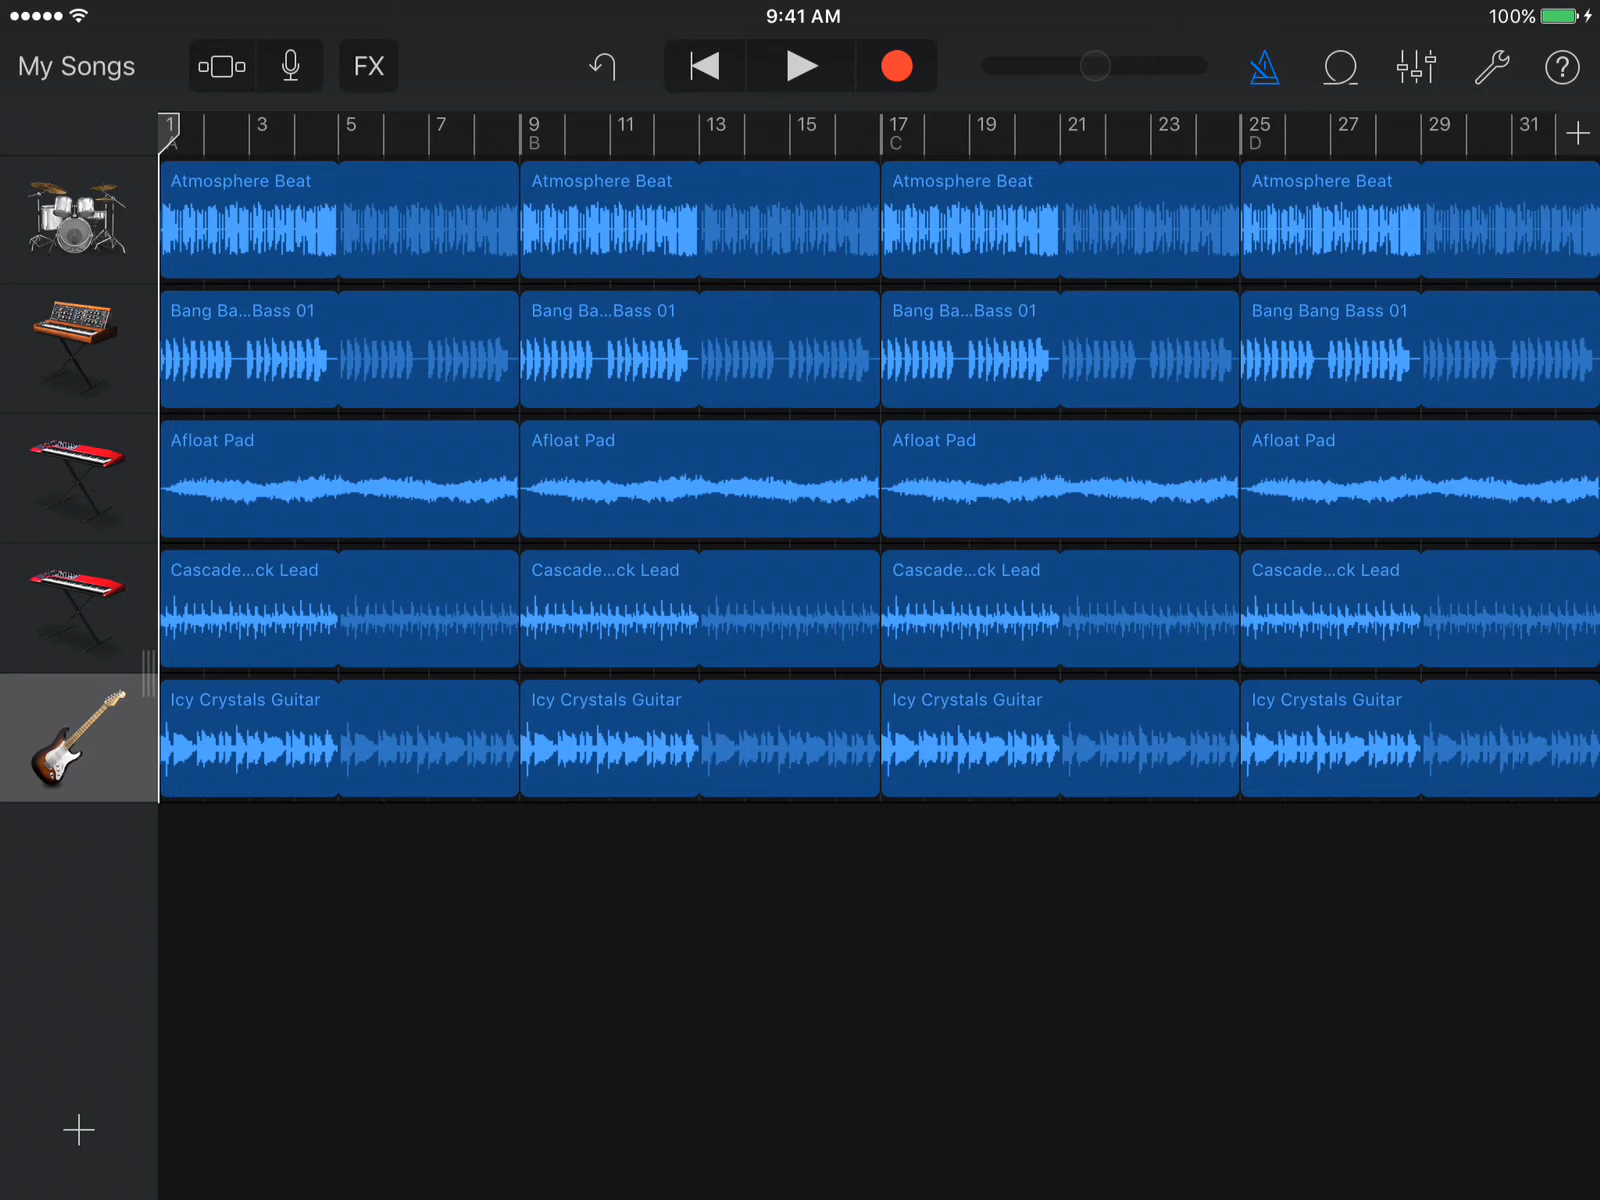 9:41 AM
100%
My Songs
FX
1 3 5 7 9 11 13 15 17 19 21 23 25 27 29 31
A B C D
Atmosphere Beat Atmosphere Beat Atmosphere Beat Atmosphere Beat
Bang Ba...Bass 01 Bang Ba...Bass 01 Bang Ba...Bass 01 Bang Bang Bass 01
Afloat Pad Afloat Pad Afloat Pad Afloat Pad
Cascade...ck Lead Cascade...ck Lead Cascade...ck Lead Cascade...ck Lead
Icy Crystals Guitar Icy Crystals Guitar Icy Crystals Guitar Icy Crystals Guitar